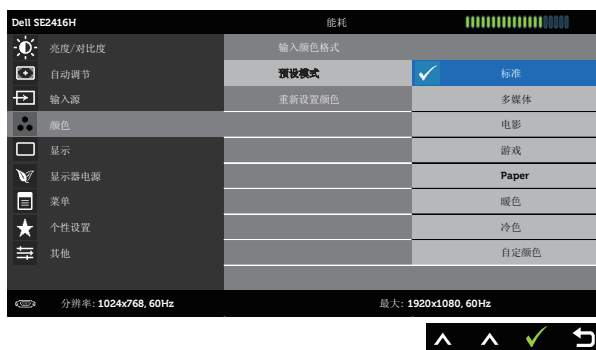 Dell SE2416H 能耗
亮度/对比度 输入颜色格式
自动调节 预设模式 标准
输入源 重新设置颜色 多媒体
颜色 电影
显示 游戏
显示器电源 Paper
菜单 暖色
个性设置 冷色
其他 自定颜色
分辨率: 1024x768, 60Hz 最大: 1920x1080, 60Hz